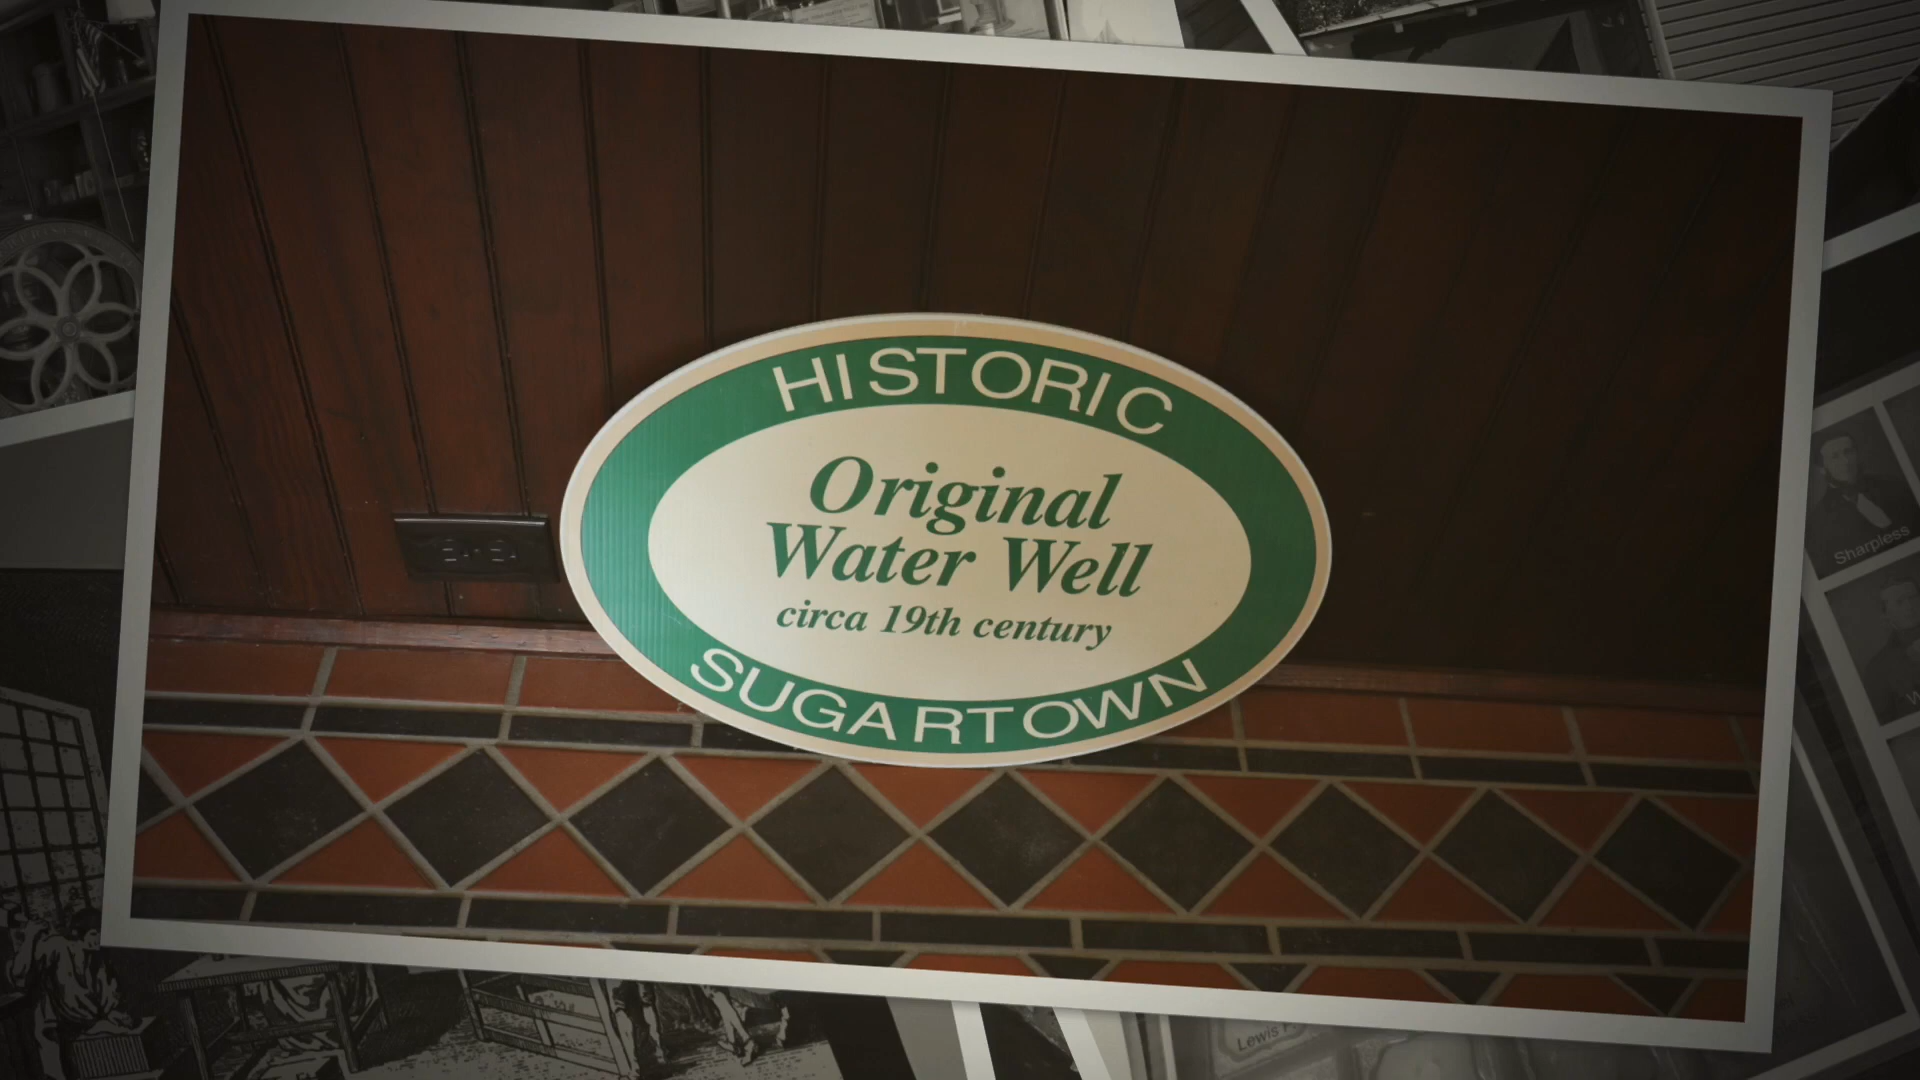 HISTORIC
Original
Water Well
circa 19th century
SUGARTOWN
Sharpless
Lewis